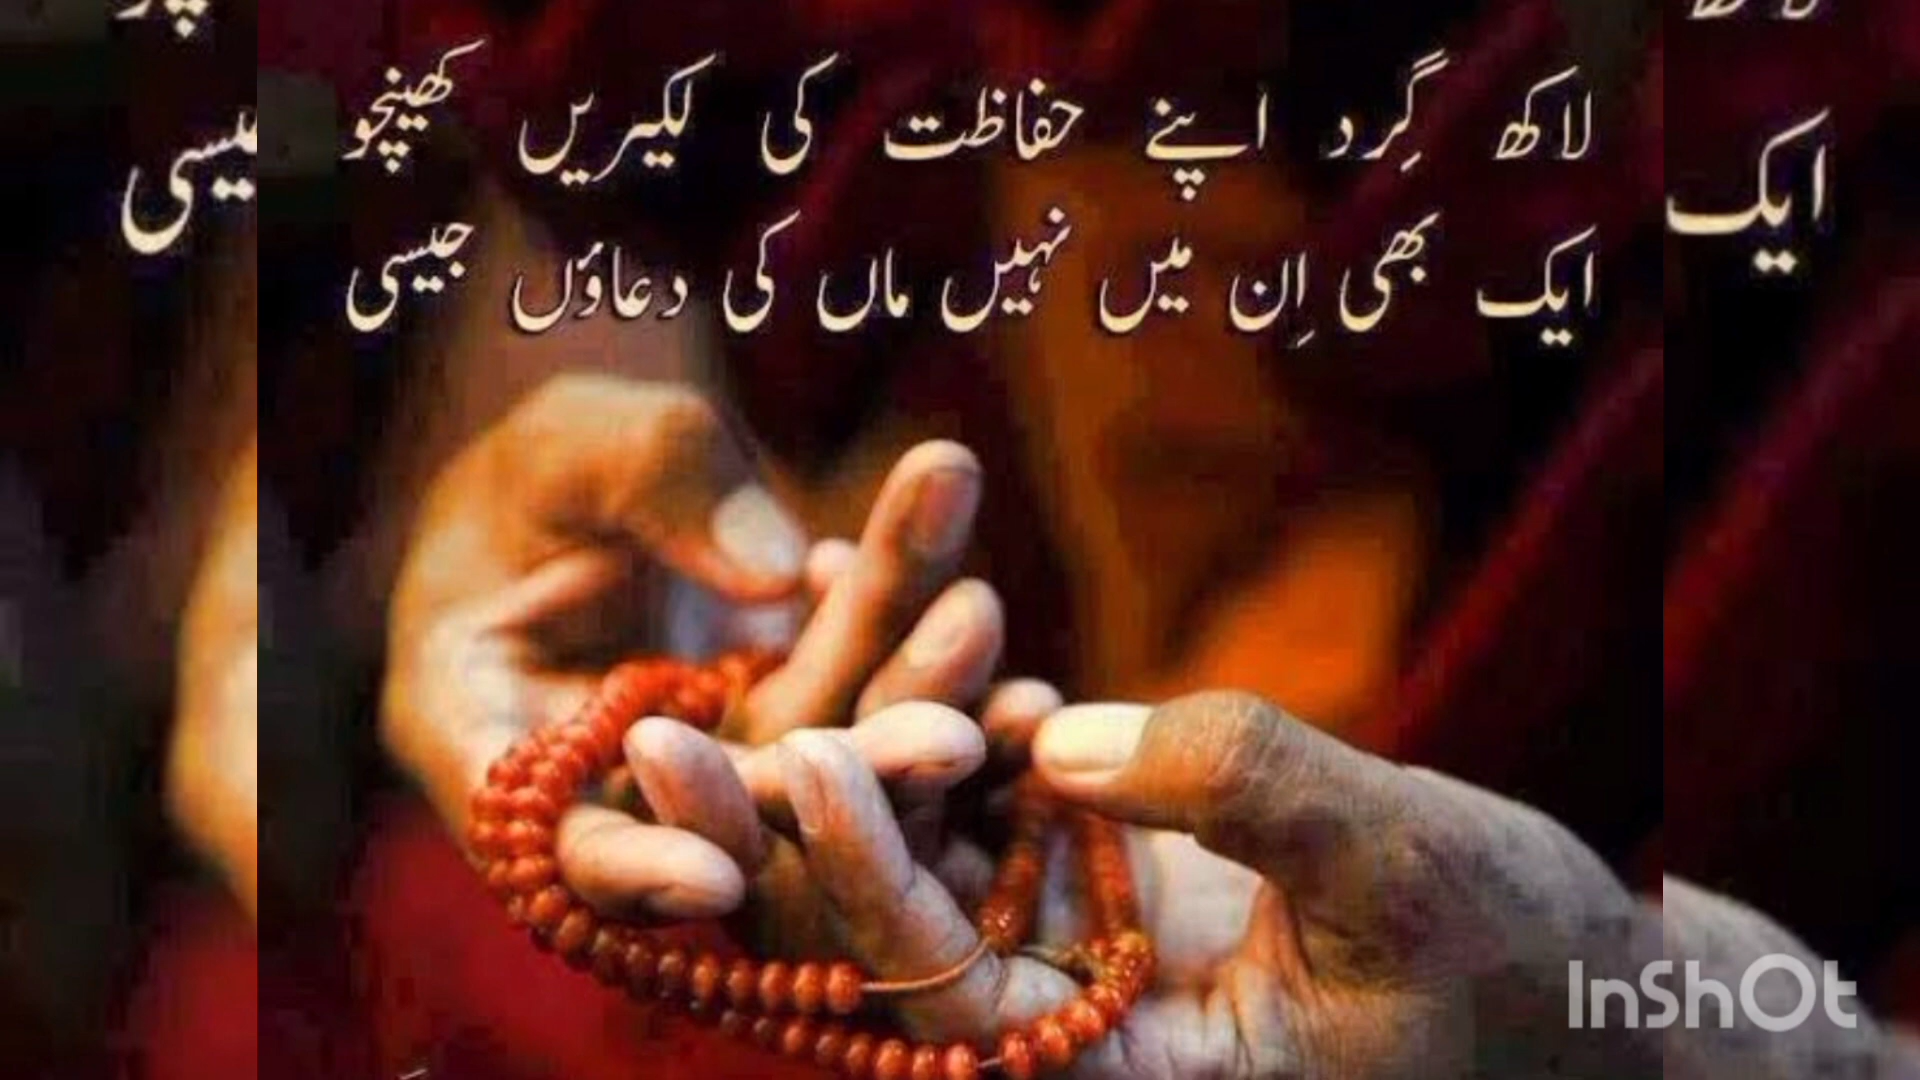 لاکھ گِرد اپنے حفاظت کی لکیریں کھینچو
ایک بھی اِن میں نہیں ماں کی دعاؤں جیسی
InShOt